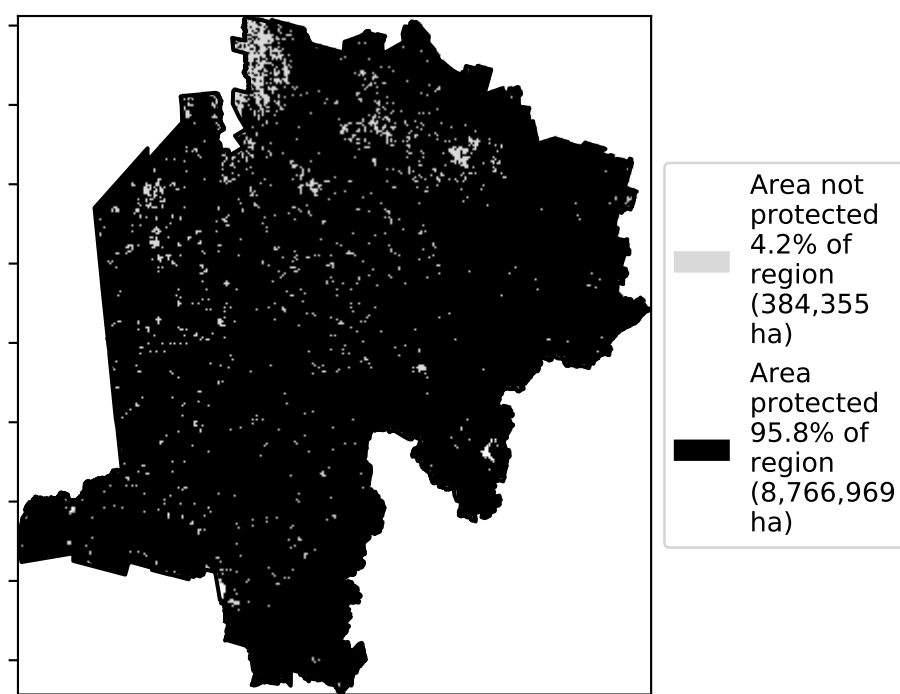 Area not
protected
4.2% of
region
(384,355
ha)
Area
protected
95.8% of
region
(8,766,969
ha)